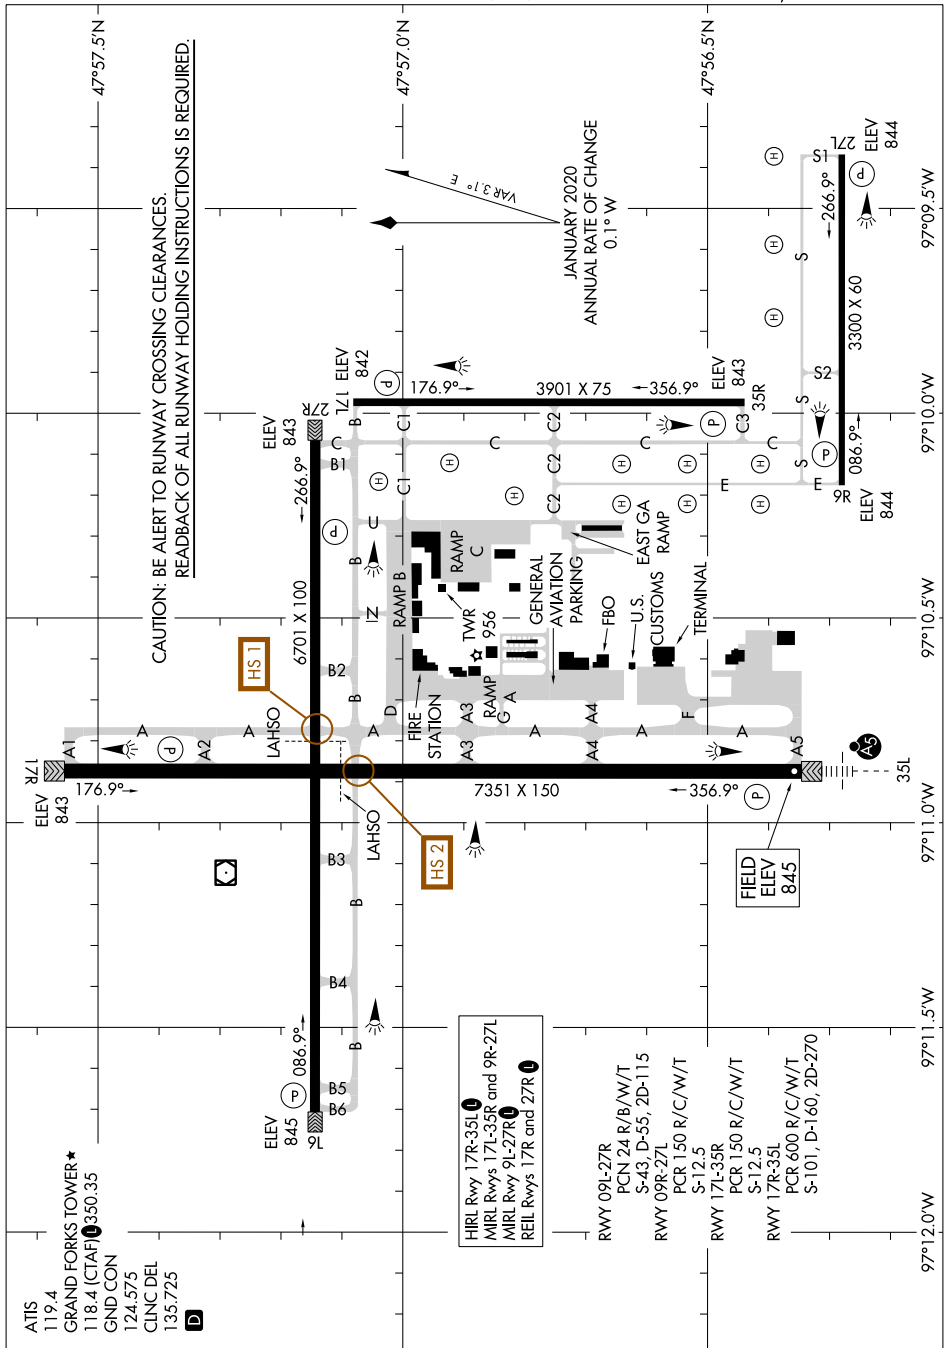 ATIS
119.4
GRAND FORKS TOWER★
118.4 (CTAF) L 350.35
GND CON
124.575
CLNC DEL
135.725
D
CAUTION: BE ALERT TO RUNWAY CROSSING CLEARANCES.
READBACK OF ALL RUNWAY HOLDING INSTRUCTIONS IS REQUIRED.
47°57.5'N
47°57.0'N
47°56.5'N
97°12.0'W
97°11.5'W
97°11.0'W
97°10.5'W
97°10.0'W
97°09.5'W
VAR 3.1° E
JANUARY 2020
ANNUAL RATE OF CHANGE
0.1° W
ELEV
845
P
9L
086.9°
B6
B5
B
B4
B
B3
ELEV
843
17R
176.9°
A1
P
A2
A
A
LAHSO
HS 1
LAHSO
HS 2
6701 X 100
B2
B
B
B1
266.9°
P
ELEV
843
27R
C
B
17L
ELEV
842
P
176.9°
3901 X 75
356.9°
ELEV
843
35R
P
C1
C1
C
C2
C2
C2
C
C3
C
E
E
U
N
D
RAMP B
RAMP
C
TWR
956
FIRE
STATION
RAMP
A
G
A3
A3
A
A4
A4
A
F
A5
GENERAL
AVIATION
PARKING
EAST GA
RAMP
FBO
U.S.
CUSTOMS
TERMINAL
7351 X 150
356.9°
P
A5
35L
FIELD
ELEV
845
H
H
H
H
H
H
H
H
H
H
H
H
S
S
S
S1
S2
266.9°
27L
ELEV
844
P
3300 X 60
P
086.9°
9R
ELEV
844
HIRL Rwy 17R-35L L
MIRL Rwys 17L-35R and 9R-27L
MIRL Rwy 9L-27R L
REIL Rwys 17R and 27R L
RWY 09L-27R
PCN 24 R/B/W/T
S-43, D-55, 2D-115
RWY 09R-27L
PCR 150 R/C/W/T
S-12.5
RWY 17L-35R
PCR 150 R/C/W/T
S-12.5
RWY 17R-35L
PCR 600 R/C/W/T
S-101, D-160, 2D-270